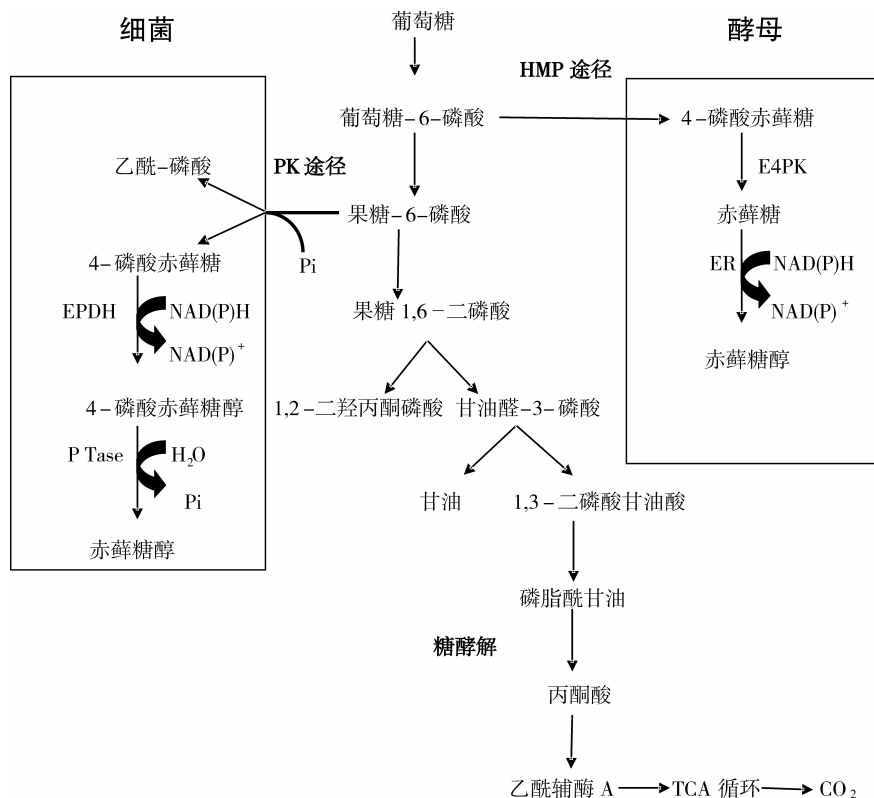 细菌
葡萄糖
酵母
HMP 途径
葡萄糖-6-磷酸
4-磷酸赤藓糖
乙酰-磷酸
PK 途径
E4PK
果糖-6-磷酸
赤藓糖
Pi
4-磷酸赤藓糖
ER
NAD(P)H
EPDH
NAD(P)H
果糖 1,6-二磷酸
NAD(P)⁺
NAD(P)⁺
赤藓糖醇
4-磷酸赤藓糖醇
1,2-二羟丙酮磷酸
甘油醛-3-磷酸
P Tase
H₂O
Pi
甘油
1,3-二磷酸甘油酸
赤藓糖醇
磷脂酰甘油
糖酵解
丙酮酸
乙酰辅酶 A
TCA 循环
CO₂